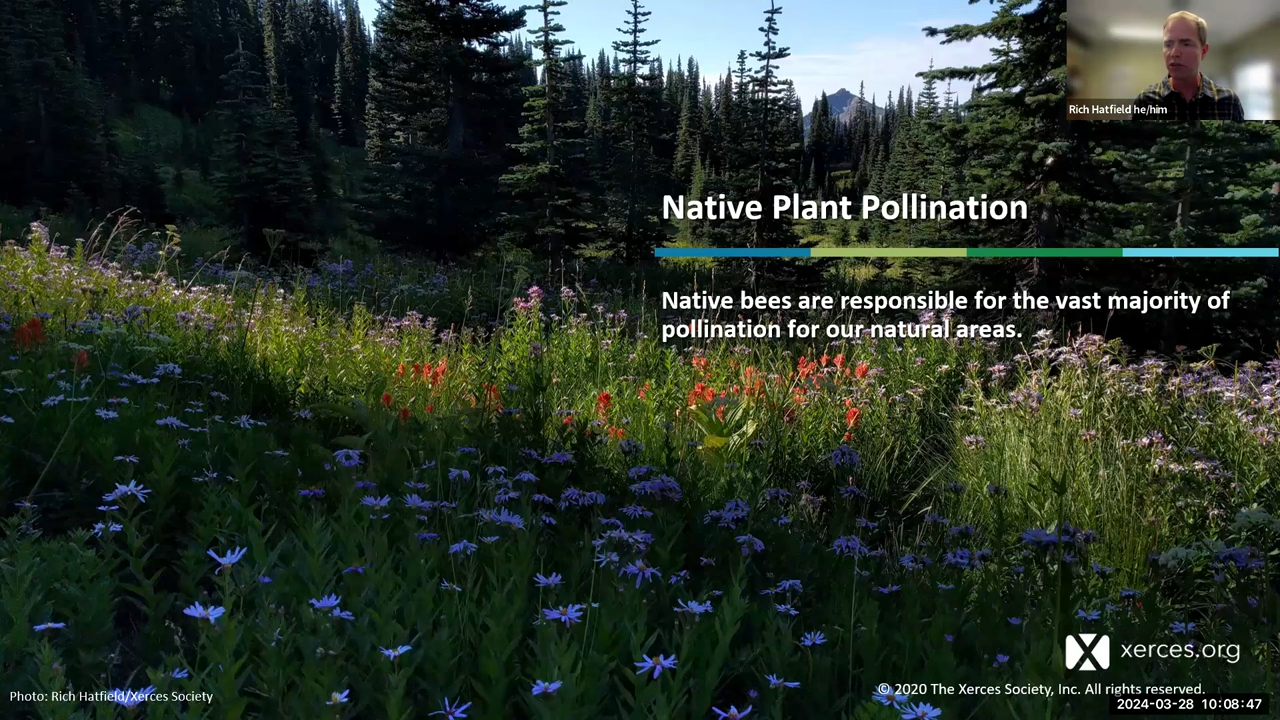 Rich Hatfield he/him
Native Plant Pollination
Native bees are responsible for the vast majority of
pollination for our natural areas.
xerces.org
Photo: Rich Hatfield/Xerces Society
© 2020 The Xerces Society, Inc. All rights reserved.
2024-03-28 10:08:47